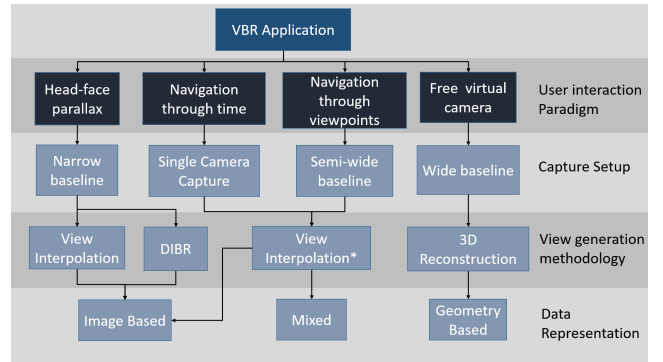 VBR Application
Head-face
parallax
Navigation
through time
Navigation
through
viewpoints
Free virtual
camera
User interaction
Paradigm
Narrow
baseline
Single Camera
Capture
Semi-wide
baseline
Wide baseline
Capture Setup
View
Interpolation
DIBR
View
Interpolation*
3D
Reconstruction
View generation
methodology
Image Based
Mixed
Geometry
Based
Data
Representation